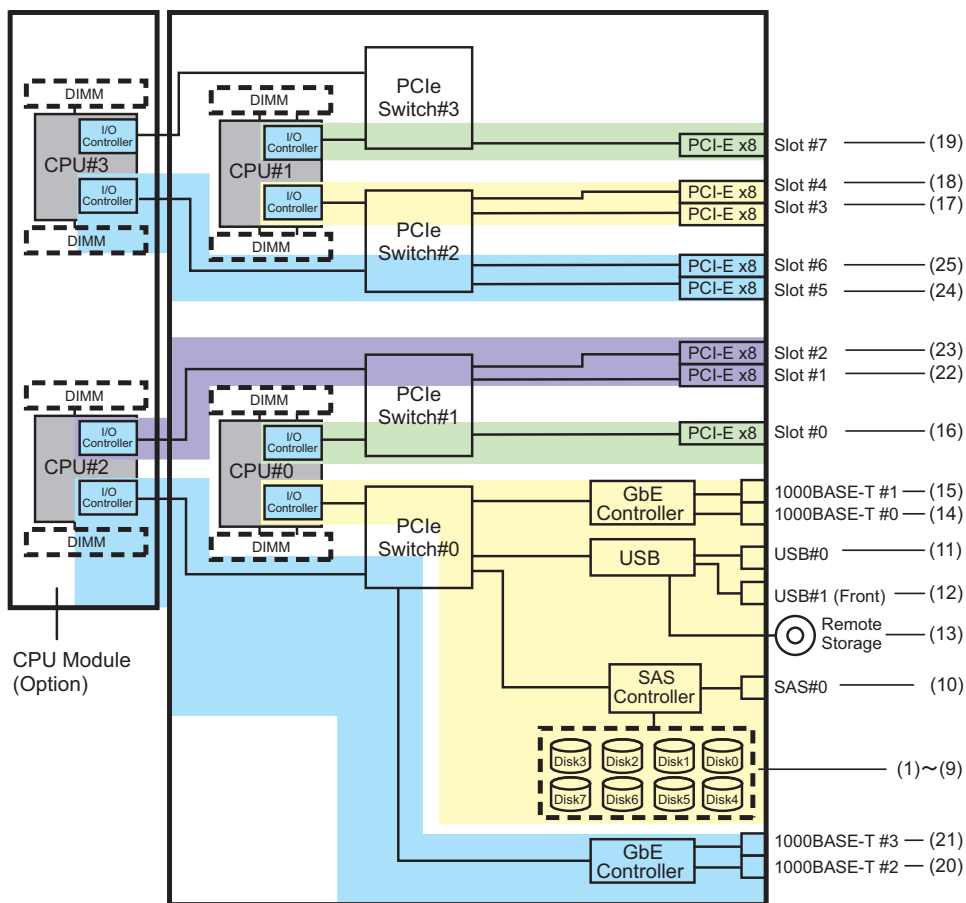 DIMM
I/O
Controller
CPU#3
I/O
Controller
DIMM
DIMM
I/O
Controller
CPU#1
I/O
Controller
DIMM
PCIe
Switch#3
PCIe
Switch#2
PCI-E x8
Slot #7
(19)
PCI-E x8
Slot #4
(18)
PCI-E x8
Slot #3
(17)
PCI-E x8
Slot #6
(25)
PCI-E x8
Slot #5
(24)
DIMM
I/O
Controller
CPU#2
I/O
Controller
DIMM
CPU Module
(Option)
DIMM
I/O
Controller
CPU#0
I/O
Controller
DIMM
PCIe
Switch#1
PCIe
Switch#0
PCI-E x8
Slot #2
(23)
PCI-E x8
Slot #1
(22)
PCI-E x8
Slot #0
(16)
GbE
Controller
1000BASE-T #1
(15)
1000BASE-T #0
(14)
USB
USB#0
(11)
USB#1 (Front)
(12)
Remote
Storage
(13)
SAS
Controller
SAS#0
(10)
Disk3
Disk2
Disk1
Disk0
Disk7
Disk6
Disk5
Disk4
(1)〜(9)
GbE
Controller
1000BASE-T #3
(21)
1000BASE-T #2
(20)